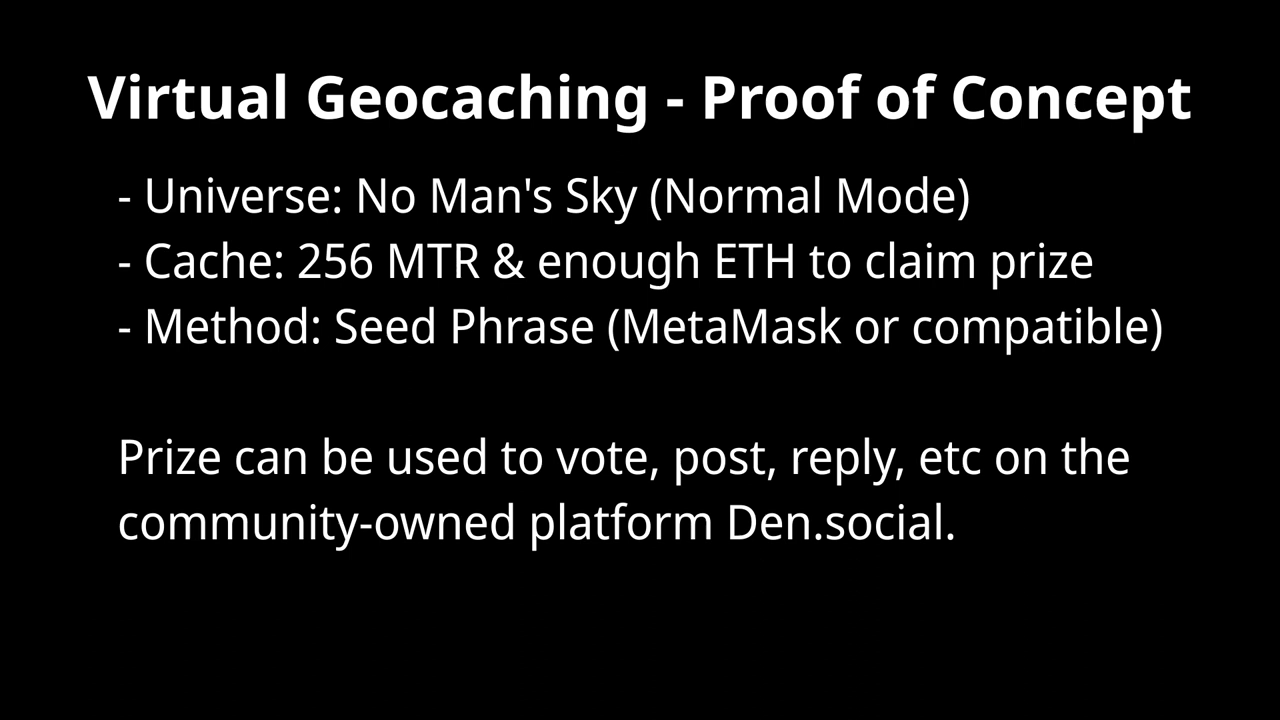 Virtual Geocaching - Proof of Concept
- Universe: No Man's Sky (Normal Mode)
- Cache: 256 MTR & enough ETH to claim prize
- Method: Seed Phrase (MetaMask or compatible)
Prize can be used to vote, post, reply, etc on the
community-owned platform Den.social.